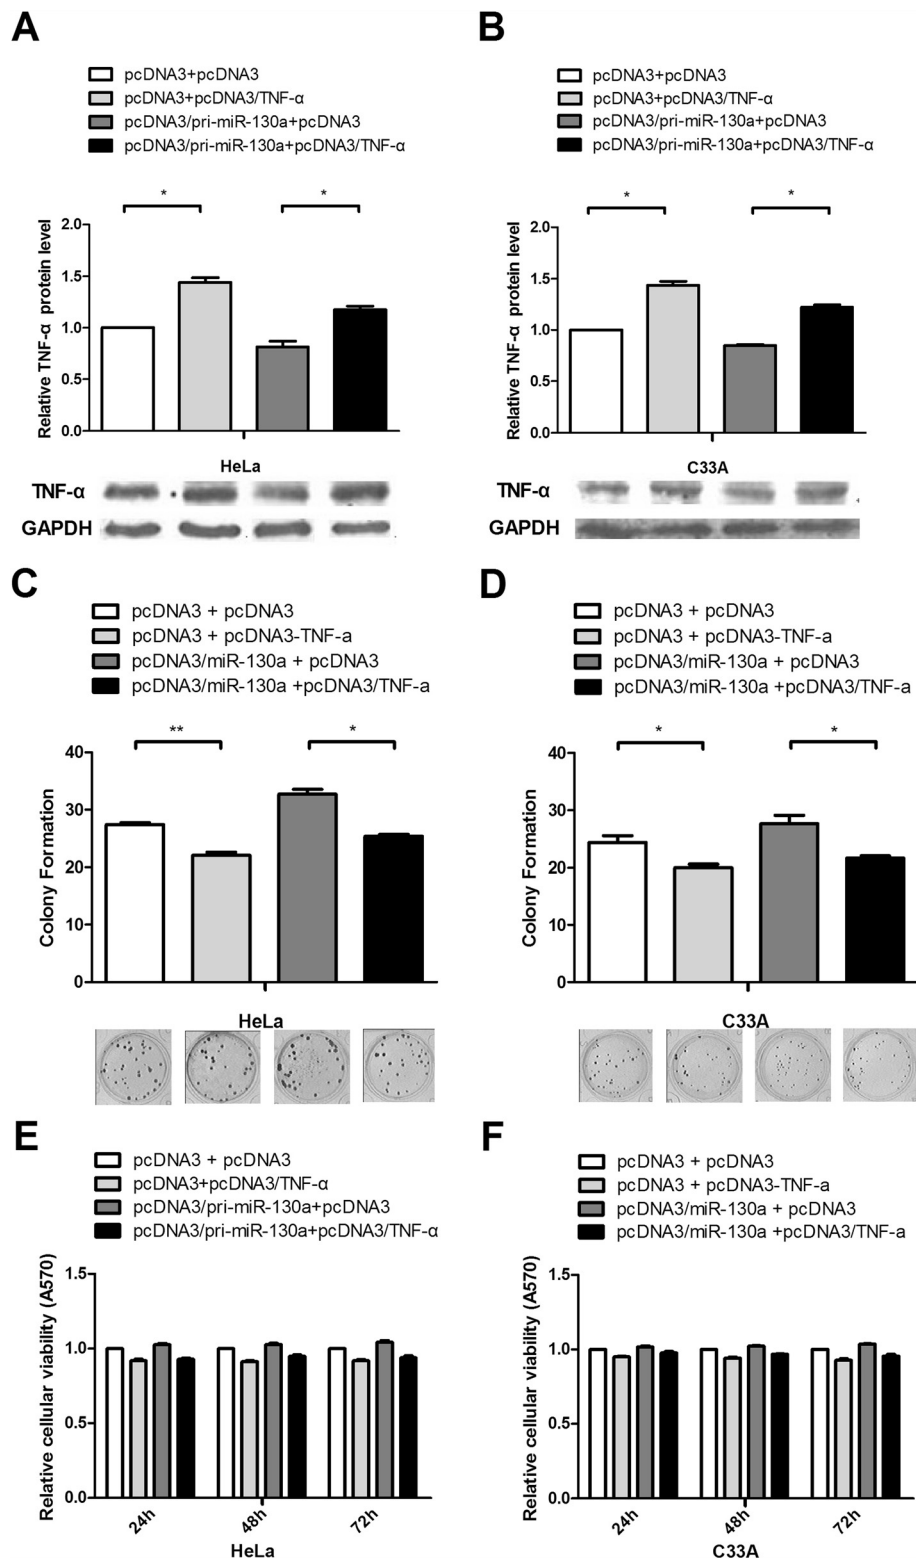 A
pcDNA3+pcDNA3
pcDNA3+pcDNA3/TNF-α
pcDNA3/pri-miR-130a+pcDNA3
pcDNA3/pri-miR-130a+pcDNA3/TNF-α
* *
Relative TNF-α protein level
2.0
1.5
1.0
0.5
0.0
HeLa
TNF-α
GAPDH
B
pcDNA3+pcDNA3
pcDNA3+pcDNA3/TNF-α
pcDNA3/pri-miR-130a+pcDNA3
pcDNA3/pri-miR-130a+pcDNA3/TNF-α
* *
Relative TNF-α protein level
2.0
1.5
1.0
0.5
0.0
C33A
TNF-α
GAPDH
C
pcDNA3 + pcDNA3
pcDNA3 + pcDNA3-TNF-a
pcDNA3/miR-130a + pcDNA3
pcDNA3/miR-130a +pcDNA3/TNF-a
** *
Colony Formation
40
30
20
10
0
HeLa
D
pcDNA3 + pcDNA3
pcDNA3 + pcDNA3-TNF-a
pcDNA3/miR-130a + pcDNA3
pcDNA3/miR-130a +pcDNA3/TNF-a
* *
Colony Formation
40
30
20
10
0
C33A
E
pcDNA3 + pcDNA3
pcDNA3+pcDNA3/TNF-α
pcDNA3/pri-miR-130a+pcDNA3
pcDNA3/pri-miR-130a+pcDNA3/TNF-α
Relative cellular viability (A570)
1.5
1.0
0.5
0.0
24h 48h 72h
HeLa
F
pcDNA3 + pcDNA3
pcDNA3 + pcDNA3-TNF-a
pcDNA3/miR-130a + pcDNA3
pcDNA3/miR-130a +pcDNA3/TNF-a
Relative cellular viability (A570)
1.5
1.0
0.5
0.0
24h 48h 72h
C33A